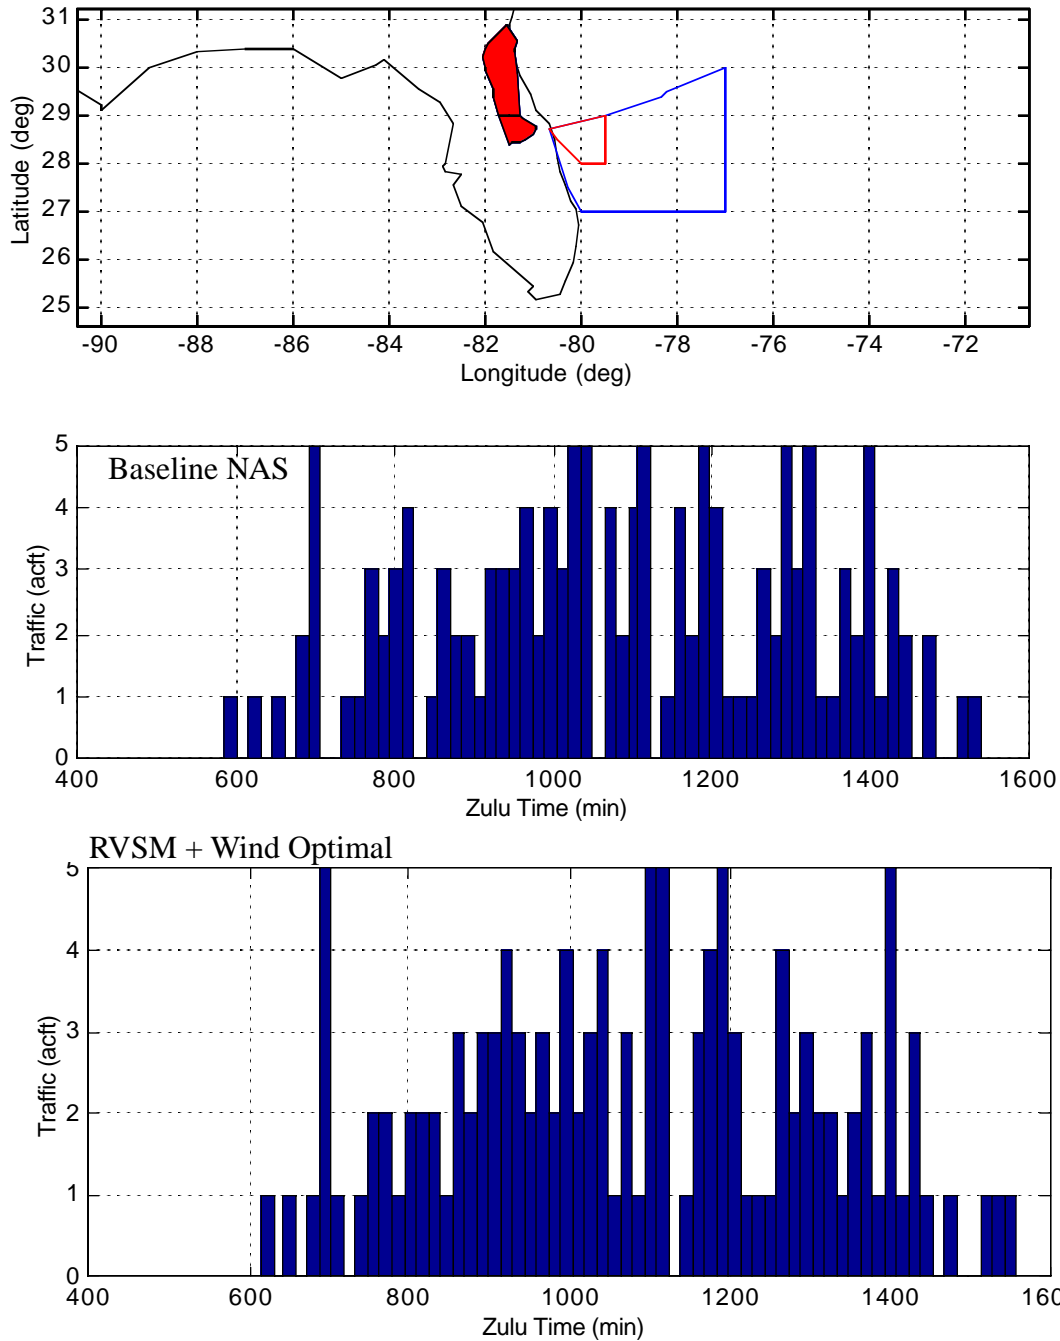 31
30
29
28
27
26
25
Latitude (deg)
-90 -88 -86 -84 -82 -80 -78 -76 -74 -72
Longitude (deg)
Baseline NAS
5
4
3
2
1
0
Traffic (acft)
400 600 800 1000 1200 1400 1600
Zulu Time (min)
RVSM + Wind Optimal
5
4
3
2
1
0
Traffic (acft)
400 600 800 1000 1200 1400 160
Zulu Time (min)